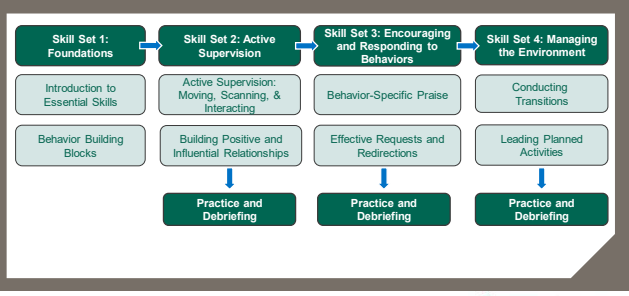 Skill Set 1:
Foundations
Introduction to
Essential Skills
Behavior Building
Blocks
Skill Set 2: Active
Supervision
Active Supervision:
Moving, Scanning, &
Interacting
Building Positive and
Influential Relationships
Practice and
Debriefing
Skill Set 3: Encouraging
and Responding to
Behaviors
Behavior-Specific Praise
Effective Requests and
Redirections
Practice and
Debriefing
Skill Set 4: Managing
the Environment
Conducting
Transitions
Leading Planned
Activities
Practice and
Debriefing